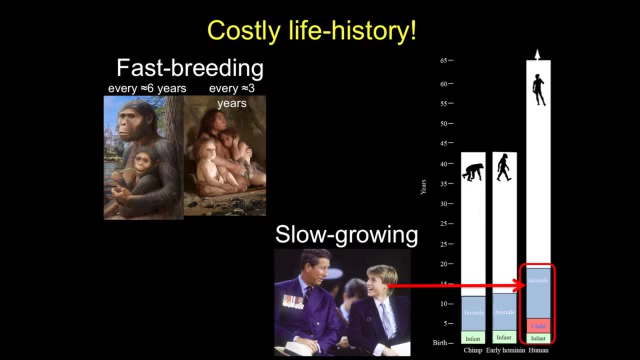 Costly life-history!
Fast-breeding
every ≈6 years
every ≈3
years
Slow-growing
Years
65
60
55
50
45
40
35
30
25
20
15
10
5
Birth
Juvenile
Juvenile
Juvenile
Child
Infant
Infant
Infant
Chimp
Early hominin
Human